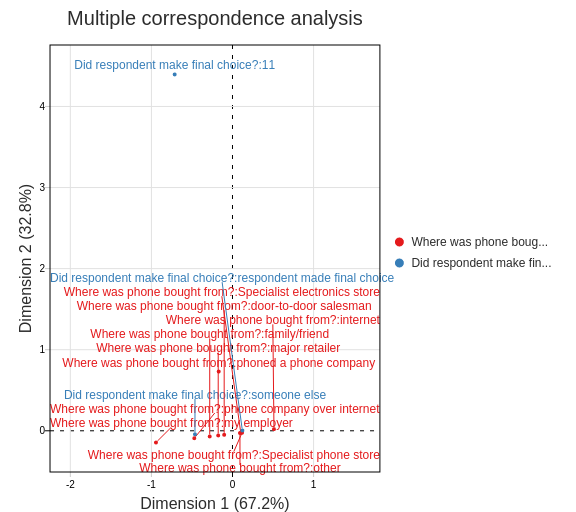 Multiple correspondence analysis
Did respondent make final choice?:11
4
3
2
Did respondent make final choice?:respondent made final choice
Where was phone bought from?:Specialist electronics store
Where was phone bought from?:door-to-door salesman
Where was phone bought from?:internet
Where was phone bought from?:family/friend
Where was phone bought from?:major retailer
1
Where was phone bought from?:phoned a phone company
Did respondent make final choice?:someone else
Where was phone bought from?:phone company over internet
Where was phone bought from?:my employer
0
Where was phone bought from?:Specialist phone store
Where was phone bought from?:other
-2 -1 0 1
Dimension 1 (67.2%)
Dimension 2 (32.8%)
Where was phone boug...
Did respondent make fin...